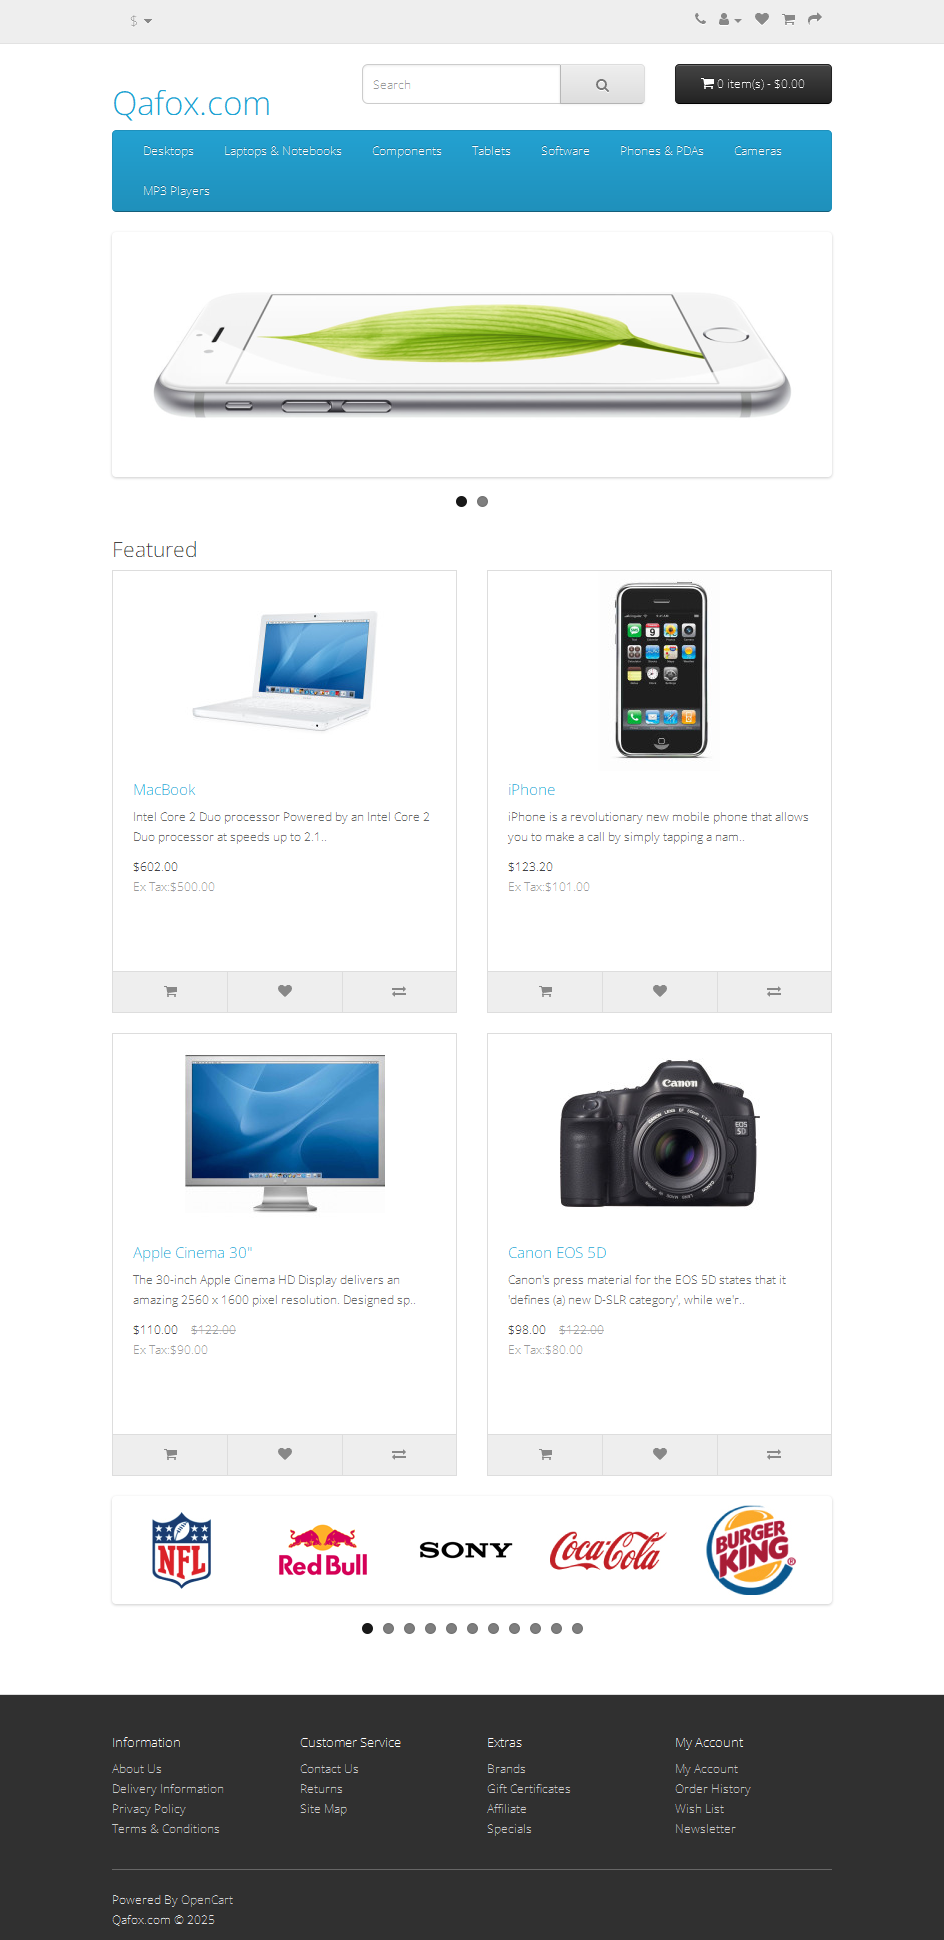 $
Search
0 item(s) - $0.00
Qafox.com
Desktops
Laptops & Notebooks
Components
Tablets
Software
Phones & PDAs
Cameras
MP3 Players
Featured
MacBook
Intel Core 2 Duo processor Powered by an Intel Core 2
Duo processor at speeds up to 2.1..
$602.00
Ex Tax:$500.00
iPhone
iPhone is a revolutionary new mobile phone that allows
you to make a call by simply tapping a nam..
$123.20
Ex Tax:$101.00
Canon
EOS
5D
Apple Cinema 30"
The 30-inch Apple Cinema HD Display delivers an
amazing 2560 x 1600 pixel resolution. Designed sp..
$110.00 $122.00
Ex Tax:$90.00
Canon EOS 5D
Canon's press material for the EOS 5D states that it
'defines (a) new D-SLR category', while we'r..
$98.00 $122.00
Ex Tax:$80.00
NFL
Red Bull
SONY
Coca-Cola
BURGER
KING
®
Information
About Us
Delivery Information
Privacy Policy
Terms & Conditions
Customer Service
Contact Us
Returns
Site Map
Extras
Brands
Gift Certificates
Affiliate
Specials
My Account
My Account
Order History
Wish List
Newsletter
Powered By OpenCart
Qafox.com © 2025